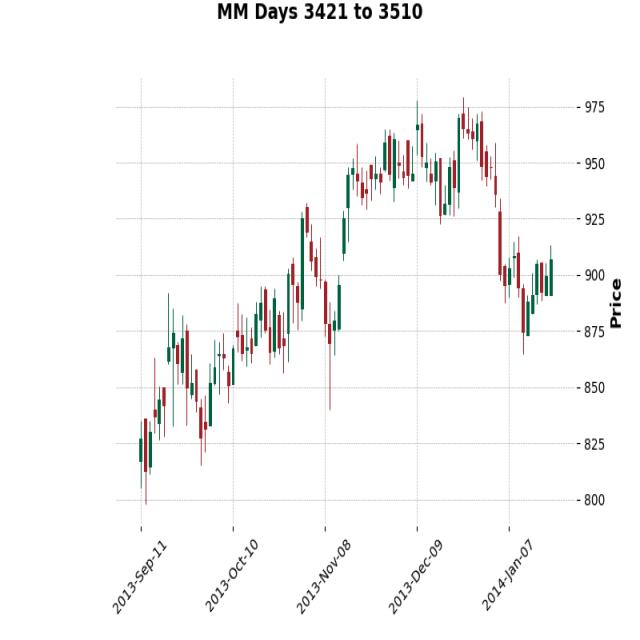 MM Days 3421 to 3510
975
950
925
900
875
850
825
800
Price
2013-Sep-11
2013-Oct-10
2013-Nov-08
2013-Dec-09
2014-Jan-07